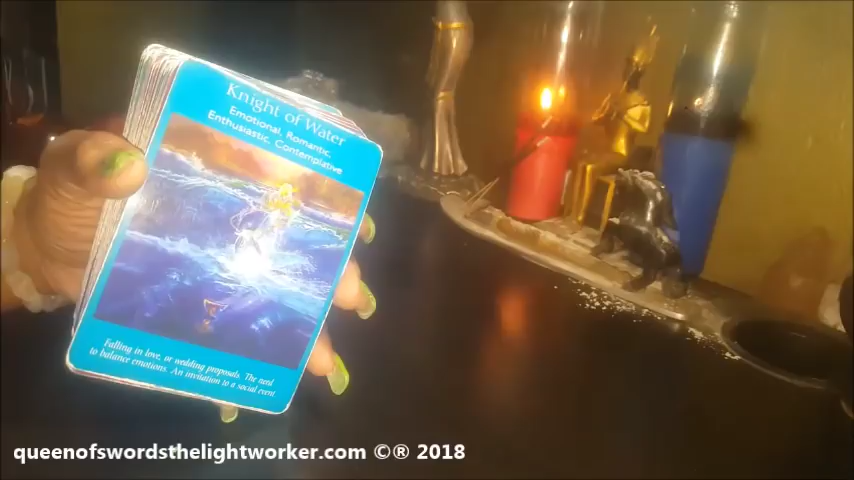 Knight of Water
Emotional, Romantic,
Enthusiastic, Contemplative
Falling in love, or wedding proposals. The need
to balance emotions. An invitation to a social event
queenofswordsthelightworker.com ©® 2018